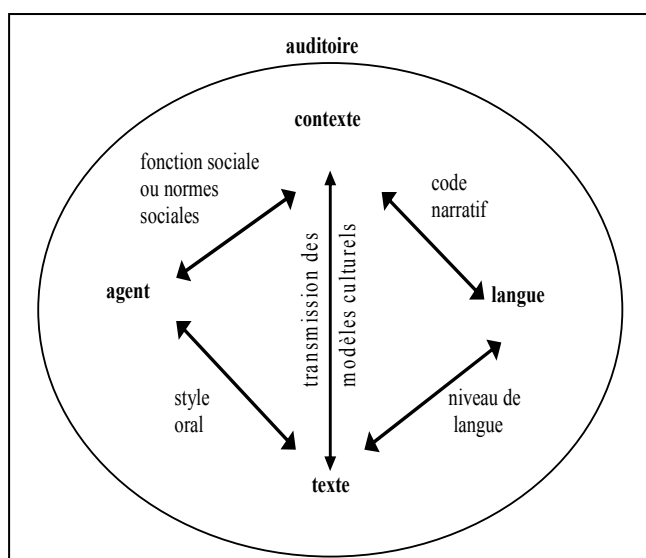 auditoire
contexte
fonction sociale
ou normes
sociales
code
narratif
transmission des
modèles culturels
agent
langue
style
oral
niveau de
langue
texte